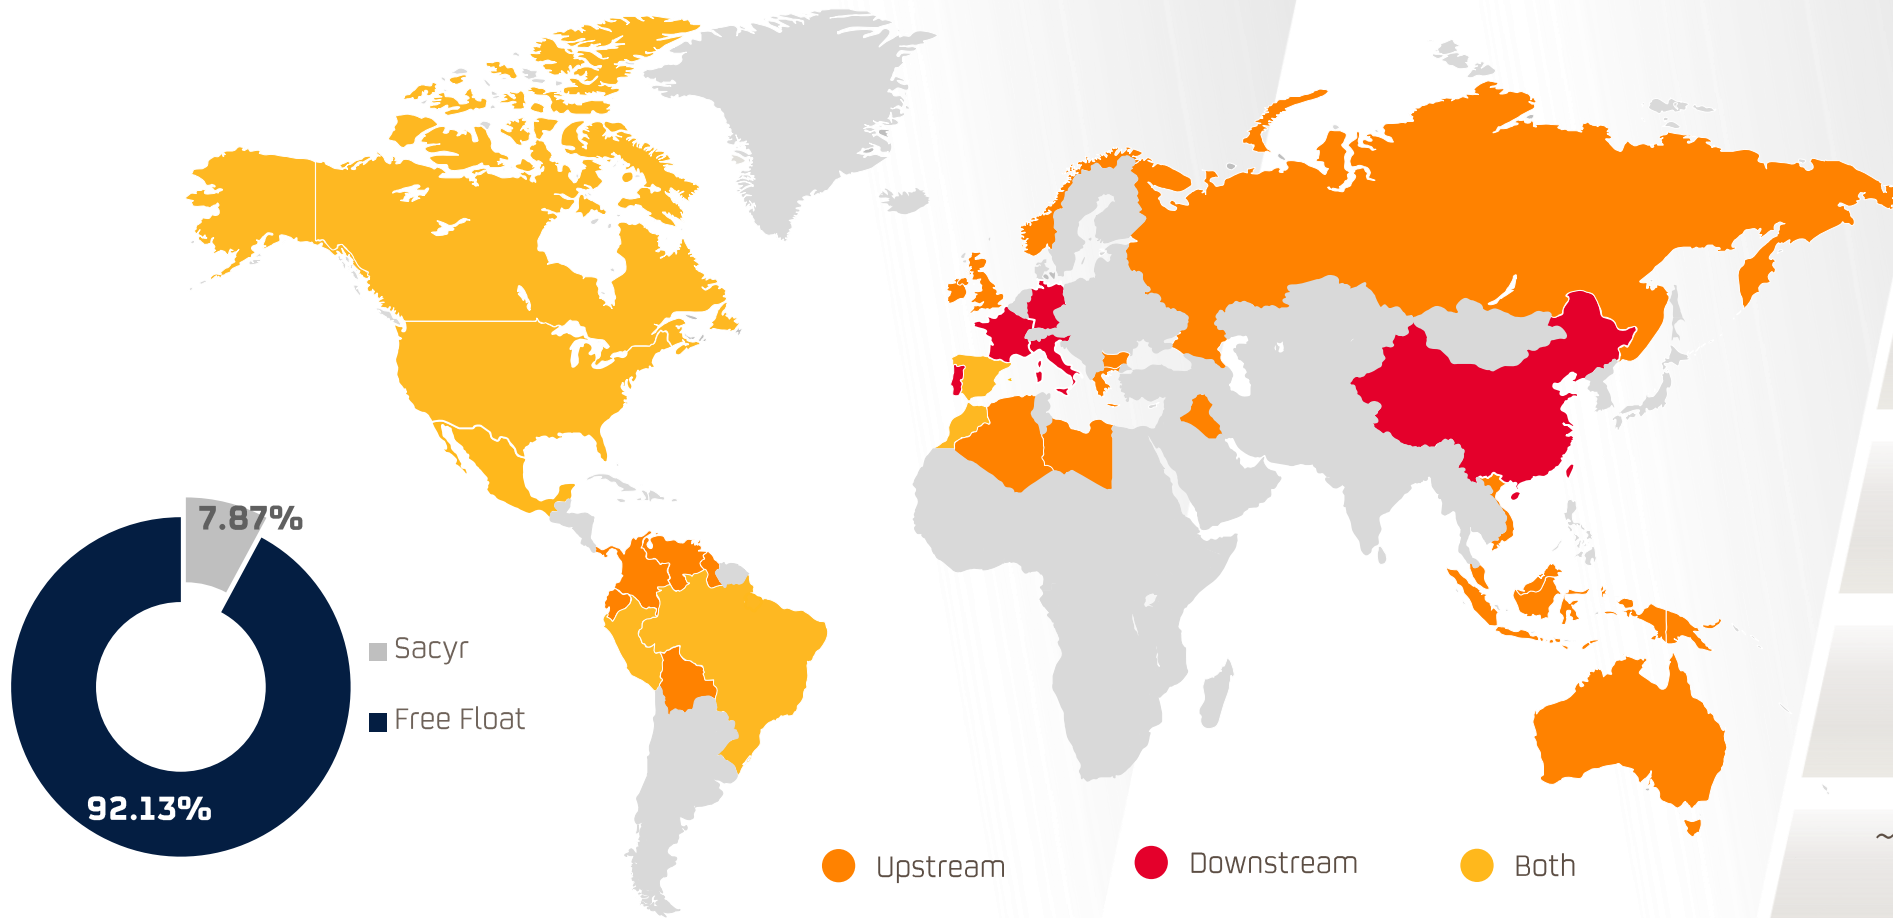 7.87%
Sacyr
Free Float
92.13%
Upstream
Downstream
Both
~